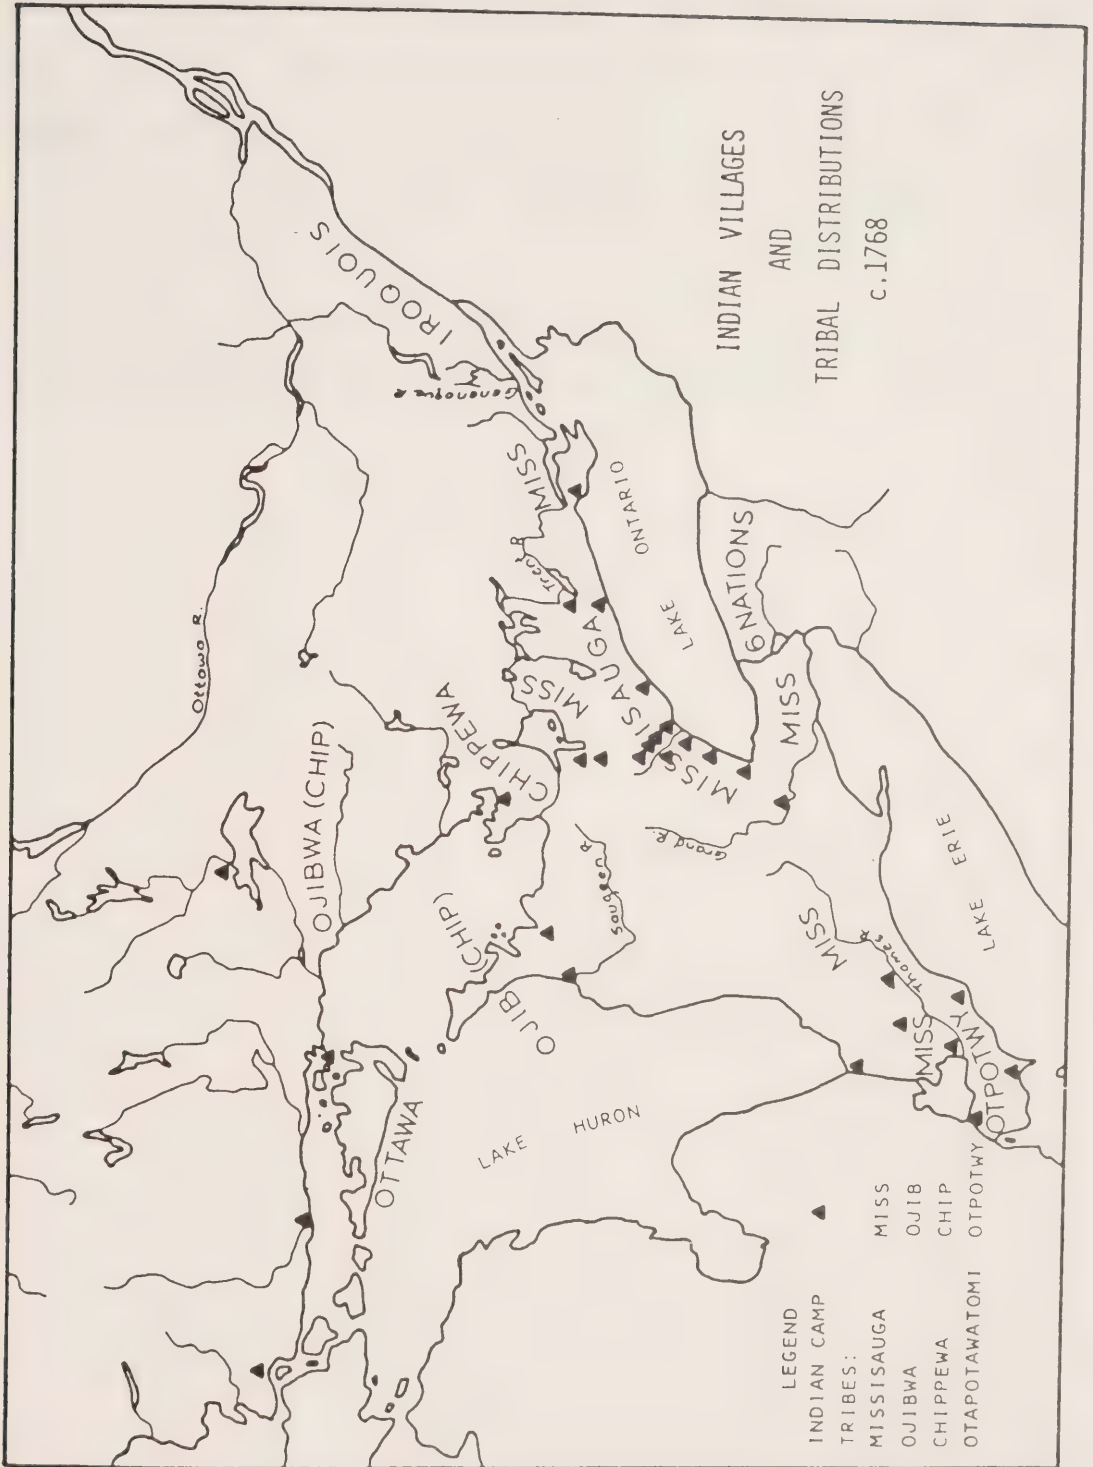 INDIAN VILLAGES
AND
TRIBAL DISTRIBUTIONS
c.1768
Ottowa R.
IROQUOIS
Gananoque R
OJIBWA (CHIP)
CHIPPEWA
MISS
MISS
Trent R.
MISSISAUGA
LAKE ONTARIO
6 NATIONS
MISS
MISS
(CHIP)
OJIB
OTTAWA
LAKE HURON
Saugeen R
Grand R.
MISS
Thames R
MISS
OTPOTWY
LAKE ERIE
LEGEND
INDIAN CAMP
TRIBES:
MISSISAUGA MISS
OJIBWA OJIB
CHIPPEWA CHIP
OTAPOTAWATOMI OTPOTWY